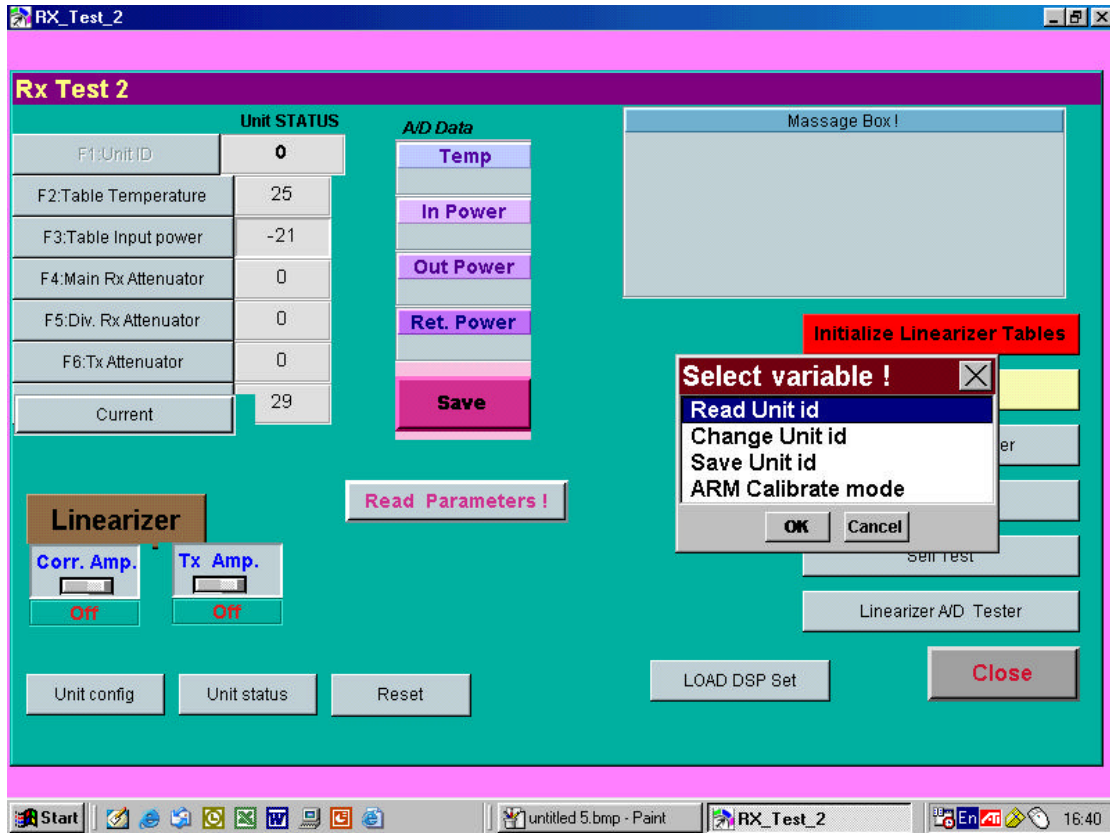 RX_Test_2
Rx Test 2
Unit STATUS
A/D Data
Massage Box !
F1:Unit ID
0
F2:Table Temperature
25
F3:Table Input power
-21
F4:Main Rx Attenuator
0
F5:Div. Rx Attenuator
0
F6:Tx Attenuator
0
Current
29
Temp
In Power
Out Power
Ret. Power
Save
Read Parameters !
Initialize Linearizer Tables
Select variable !
Read Unit id
Change Unit id
Save Unit id
ARM Calibrate mode
OK
Cancel
er
Self Test
Linearizer A/D Tester
Linearizer
Corr. Amp.
Off
Tx Amp.
Off
Unit config
Unit status
Reset
LOAD DSP Set
Close
Start
untitled 5.bmp - Paint
RX_Test_2
En
ATI
16:40